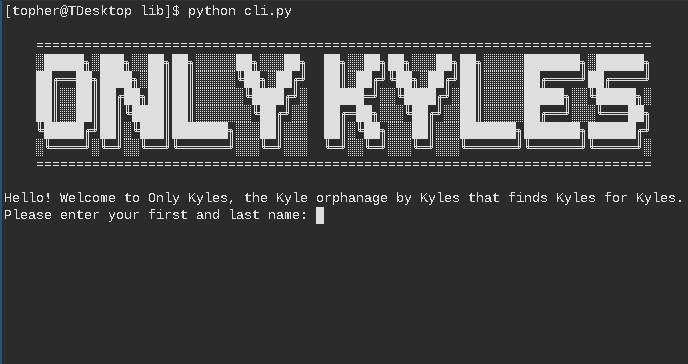 [topher@TDesktop lib]$ python cli.py
ONLY KYLES
Hello! Welcome to Only Kyles, the Kyle orphanage by Kyles that finds Kyles for Kyles.
Please enter your first and last name: